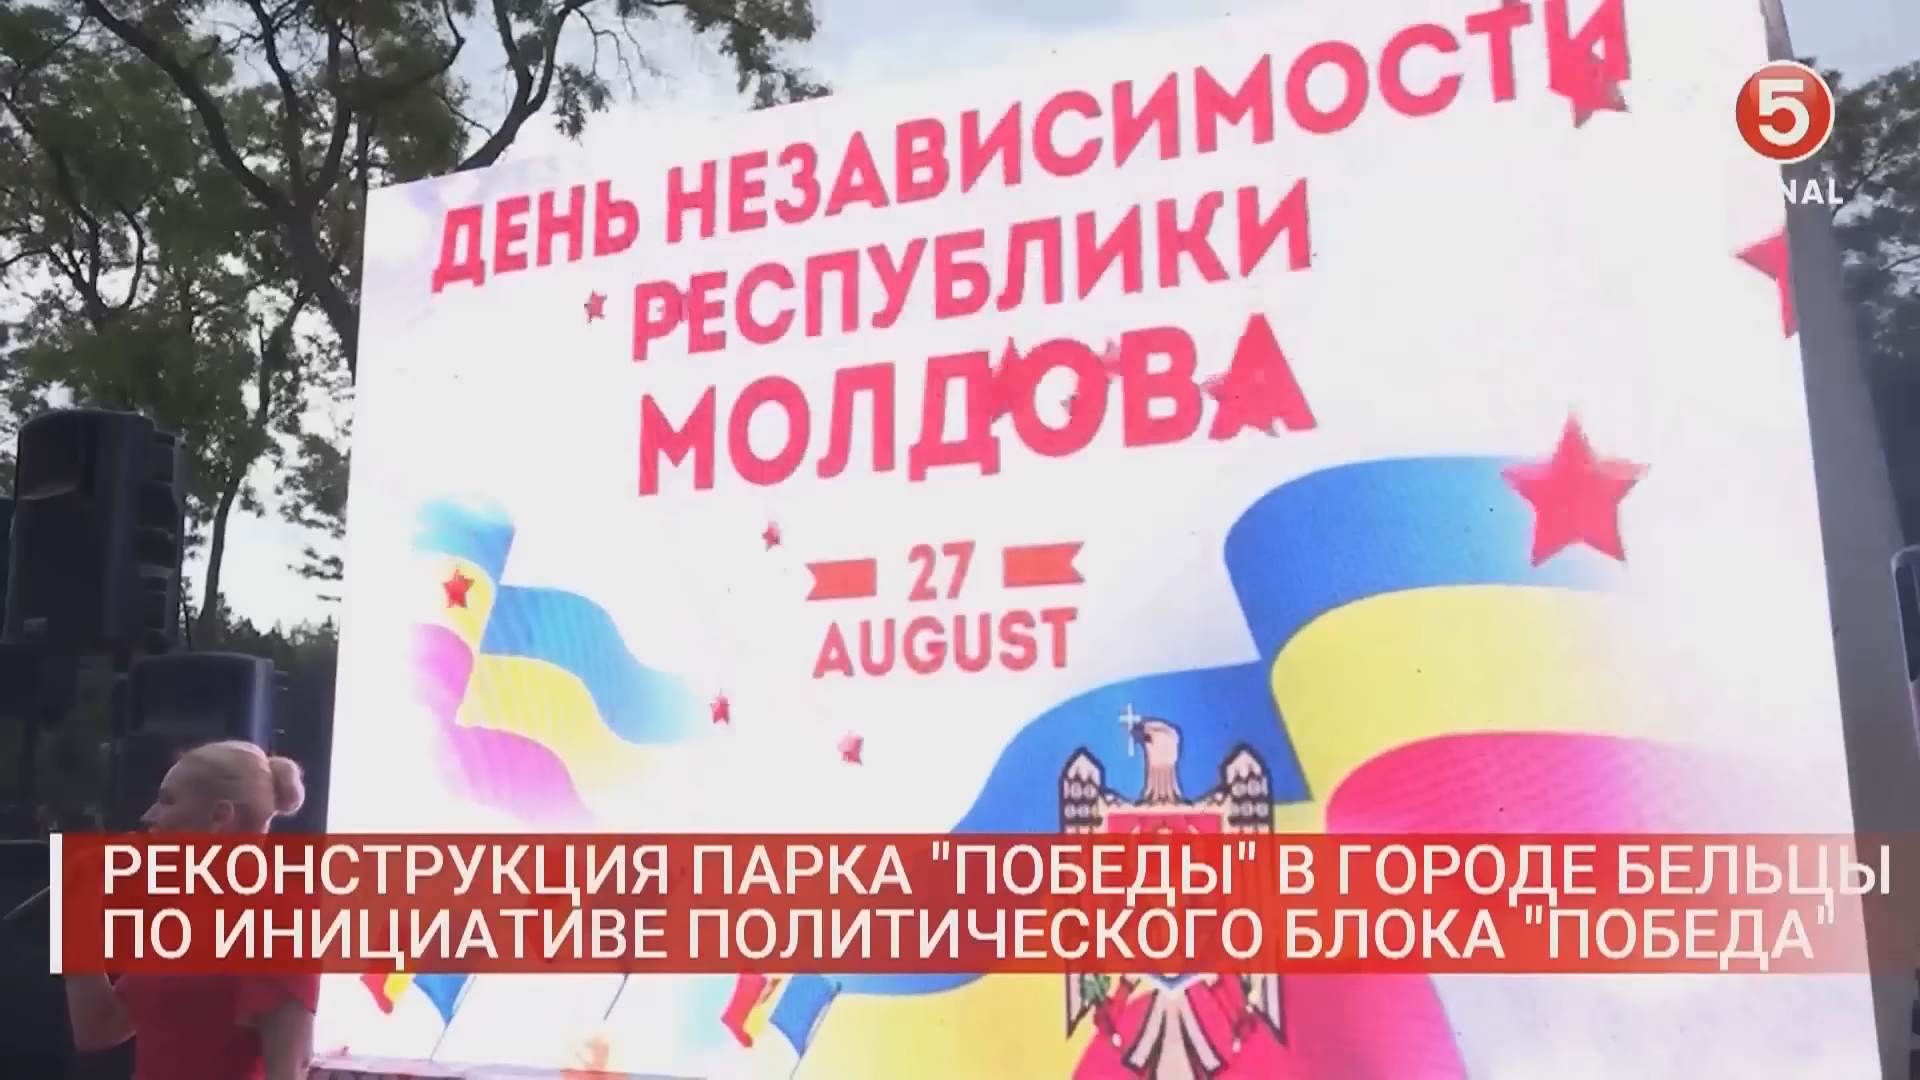 ДЕНЬ НЕЗАВИСИМОСТИ
РЕСПУБЛИКИ
МОЛДОВА
27
AUGUST
5
NAL
РЕКОНСТРУКЦИЯ ПАРКА "ПОБЕДЫ" В ГОРОДЕ БЕЛЬЦЫ
ПО ИНИЦИАТИВЕ ПОЛИТИЧЕСКОГО БЛОКА "ПОБЕДА"